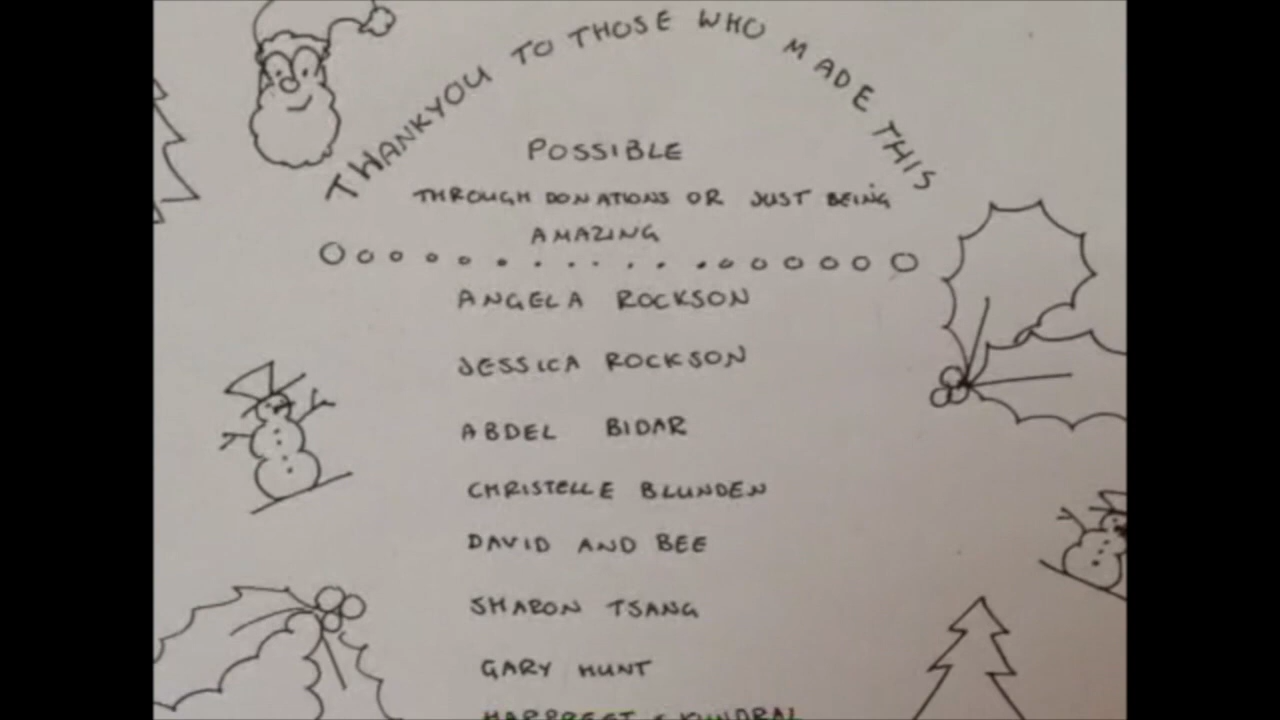 THANKYOU TO THOSE WHO MADE THIS
POSSIBLE
THROUGH DONATIONS OR JUST BEING
AMAZING
ANGELA ROCKSON
JESSICA ROCKSON
ABDEL BIDAR
CHRISTELLE BLUNDEN
DAVID AND BEE
SHARON TSANG
GARY HUNT